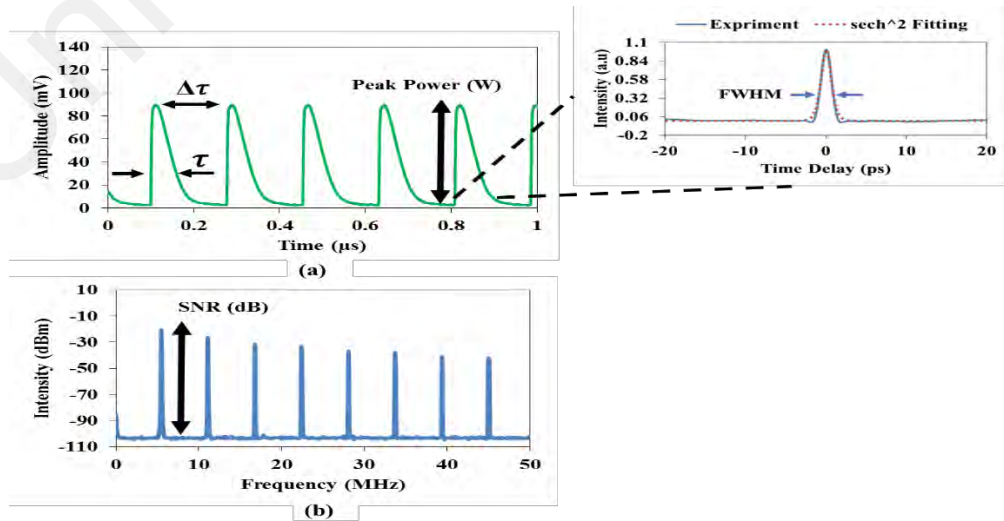 Expriment sech^2 Fitting
1.1
0.84
0.58
0.32
0.06
-0.2
Intensity (a.u)
FWHM
-20 -10 0 10 20
Time Delay (ps)
140
120
100
80
60
40
20
0
Amplitude (mV)
Δτ
τ
Peak Power (W)
0 0.2 0.4 0.6 0.8 1
Time (µs)
(a)
10
-10
-30
-50
-70
-90
-110
Intensity (dBm)
SNR (dB)
0 10 20 30 40 50
Frequency (MHz)
(b)